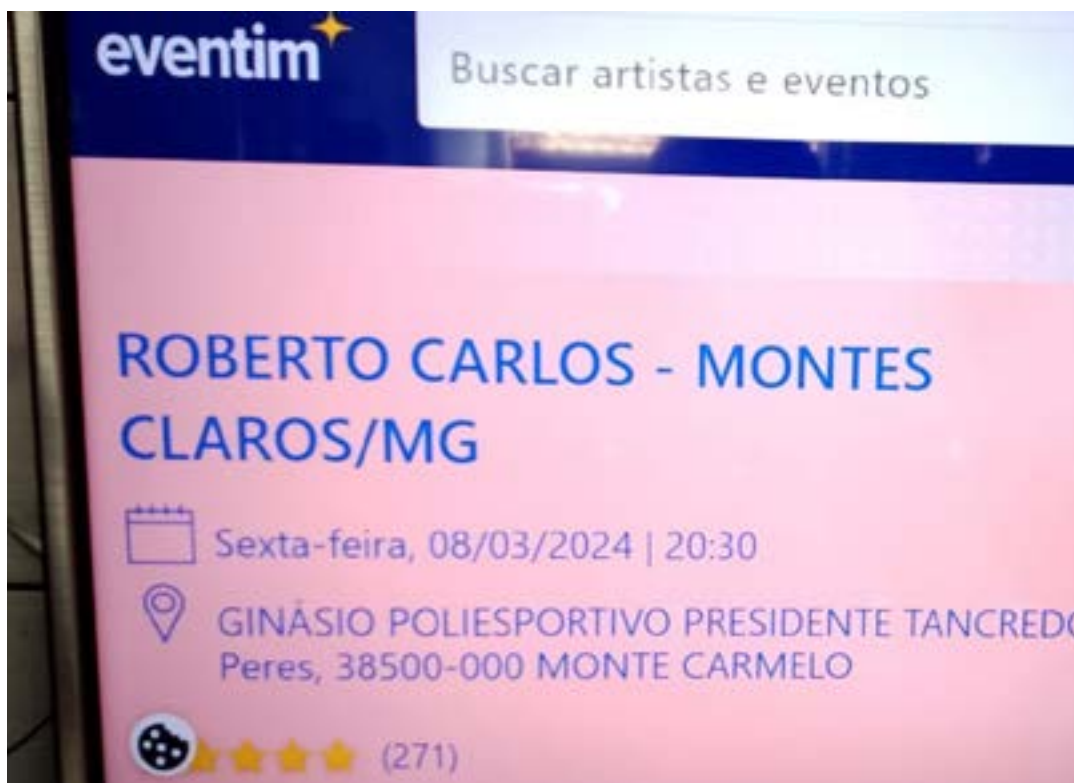 eventim
Buscar artistas e eventos
ROBERTO CARLOS - MONTES
CLAROS/MG
Sexta-feira, 08/03/2024 | 20:30
GINÁSIO POLIESPORTIVO PRESIDENTE TANCREDO
Peres, 38500-000 MONTE CARMELO
(271)